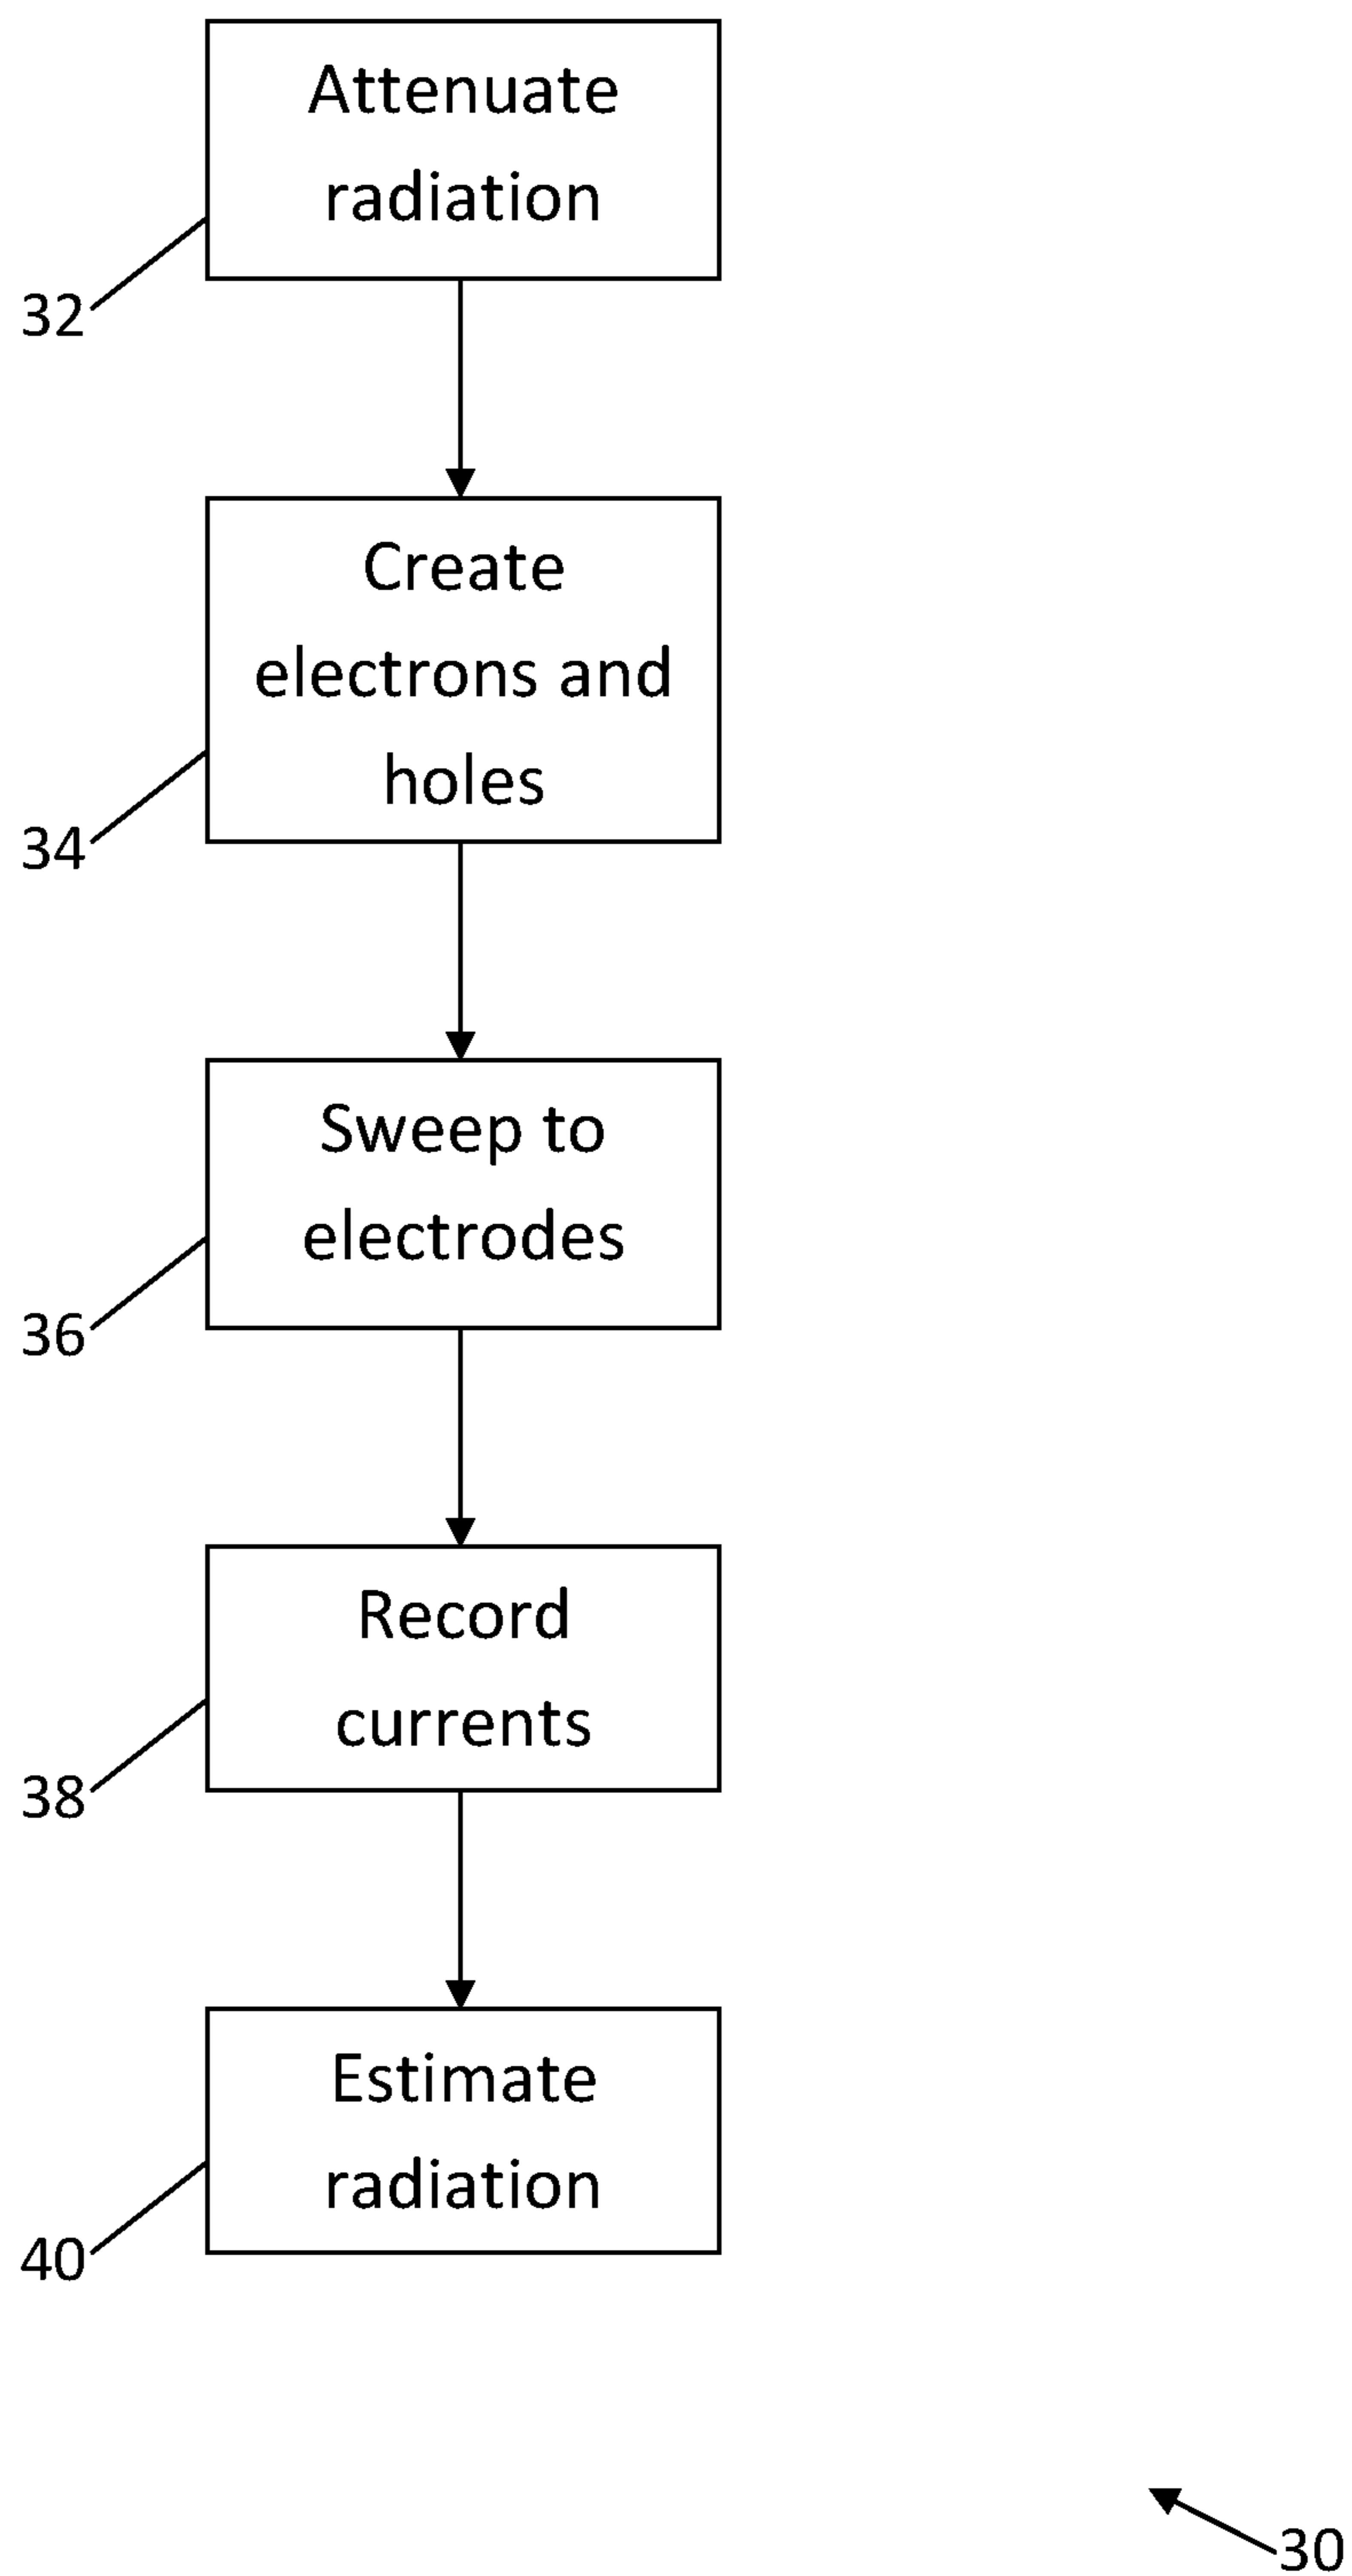 Attenuate
radiation
32
Create
electrons and
holes
34
Sweep to
electrodes
36
Record
currents
38
Estimate
radiation
40
30